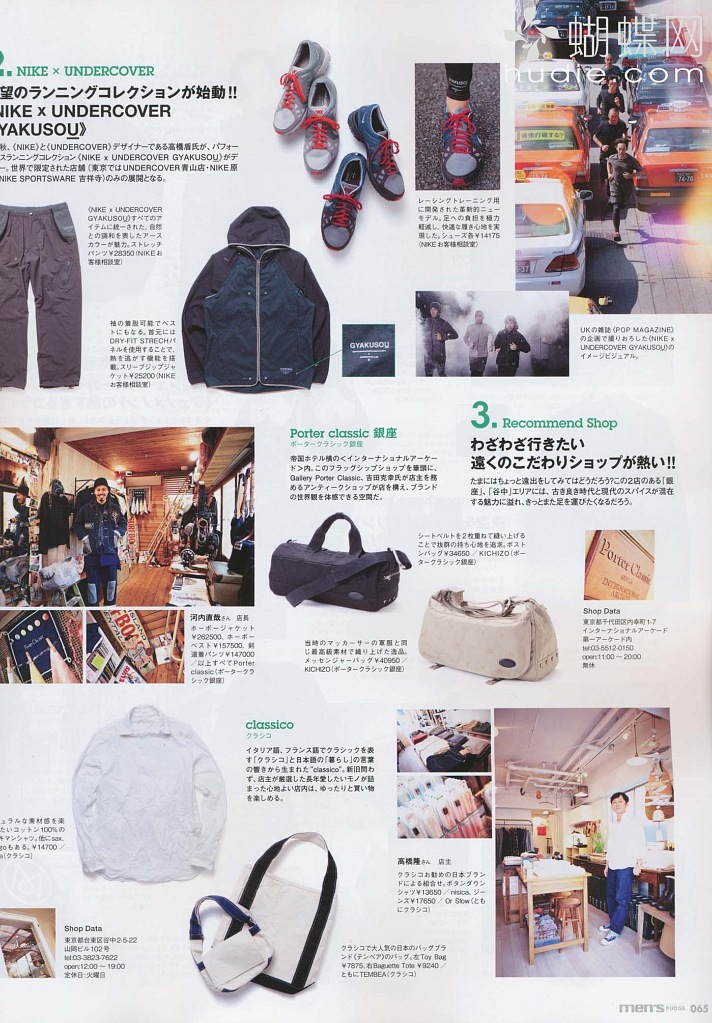 蝴蝶网
hudie.com
2. NIKE × UNDERCOVER
望のランニングコレクションが始動!!
NIKE x UNDERCOVER
GYAKUSOU》
秋、《NIKE》と《UNDERCOVER》デザイナーである高橋盾氏が、パフォー
スランニングコレクション《NIKE x UNDERCOVER GYAKUSOU》がデ
ー。世界で限定された店舗（東京ではUNDERCOVER青山店・NIKE原
NIKE SPORTSWARE 吉祥寺）のみの展開となる。
《NIKE x UNDERCOVER
GYAKUSOU》すべてのア
イテムに統一された、自然
との調和を表したアース
カラーが魅力。ストレッチ
パンツ¥28350（NIKEお
客様相談室）
袖の着脱可能でベス
トにもなる。首元には
DRY-FIT STRECHパ
ネルを使用することで、
熱を逃がす機能を搭
載。スリーブジップジャ
ケット¥25200（NIKE
お客様相談室）
GYAKUSOU
レーシングトレーニング用
に開発された革新的ニュー
モデル。足への負担を極力
軽減し、快適な履き心地を実
現した。シューズ各¥14175
（NIKEお客様相談室）
UKの雑誌《POP MAGAZINE》
の企画で撮りおろした《NIKE x
UNDERCOVER GYAKUSOU》の
イメージビジュアル。
3. Recommend Shop
わざわざ行きたい
遠くのこだわりショップが熱い!!
たまにはちょっと遠出をしてみてはどうだろう?この2店のある「銀
座」、「谷中」エリアには、古き良き時代と現代のスパイスが混在
する魅力に溢れ、きっとまた足を運びたくなるだろう。
Porter classic 銀座
ポータークラシック銀座
帝国ホテル横の＜インターナショナルアーケー
ド＞内。このフラッグシップショップを筆頭に、
Gallery Porter Classic、吉田克幸氏が店主を務
めるアンティークショップが店を構え、ブランド
の世界観を体感できる空間だ。
シートベルトを2枚重ねて縫い上げる
ことで抜群の持ち心地を追求。ボスト
ンバッグ¥34650／KICHIZO（ポー
タークラシック銀座）
当時のマッカーサーの軍服と同
じ最高級素材で織り上げた逸品。
メッセンジャーバッグ¥40950／
KICHIZO（ポータークラシック銀座）
河内直哉さん 店長
ホーボージャケット
¥262500、ホーボー
ベスト¥157500、剣
道着パンツ¥147000
／以上すべてPorter
classic（ポータークラ
シック銀座）
Porter Classic
Shop Data
東京都千代田区内幸町1-7
インターナショナルアーケード
第一アーケード内
tel:03-5512-0150
open:11:00 〜 20:00
無休
classico
クラシコ
イタリア語、フランス語でクラシックを表
す「クラシコ」と日本語の「暮らし」の言葉
の響きから生まれた“classico”。新旧問わ
ず、店主が厳選した長年愛したいモノが詰
まった心地よい店内は、ゆったりと買い物
を楽しめる。
ュラルな素材感を楽
たいコットン100%の
キマンシャツ。他にsax、
goもある。¥14700／
a（クラシコ）
Shop Data
東京都台東区谷中2-5-22
山岡ビル102号
tel:03-3823-7622
open:12:00 〜 19:00
定休日:火曜日
クラシコで大人気の日本のバッグブラ
ンド《テンベア》のバッグ。左Toy Bag
¥7875、右Baguette Tote ¥9240／
ともにTEMBEA（クラシコ）
高橋隆さん 店主
クラシコお勧めの日本ブラ
ンドによる組合せ。ボタンダウン
シャツ¥13650／nisica、ジー
ンズ¥17650／Or Slow（とも
にクラシコ）
men's FUDGE 065